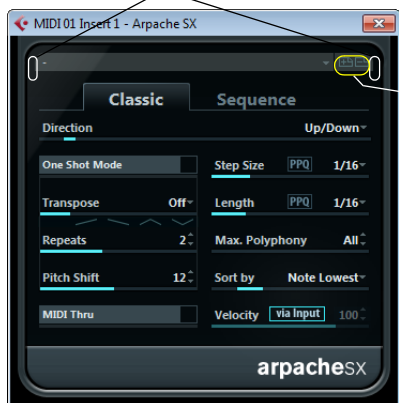 MIDI 01 Insert 1 - Arpache SX
-
Classic Sequence
Direction Up/Down
One Shot Mode Step Size PPQ 1/16
Transpose Off Length PPQ 1/16
Repeats 2 Max. Polyphony All
Pitch Shift 12 Sort by Note Lowest
MIDI Thru Velocity via Input 100
arpacheSX